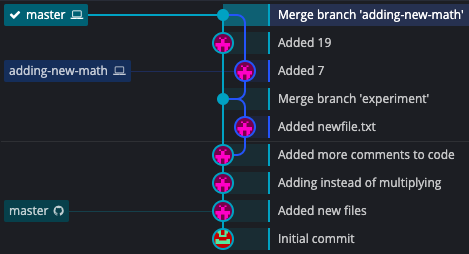 master Merge branch 'adding-new-math'
Added 19
adding-new-math Added 7
Merge branch 'experiment'
Added newfile.txt
Added more comments to code
Adding instead of multiplying
master Added new files
Initial commit